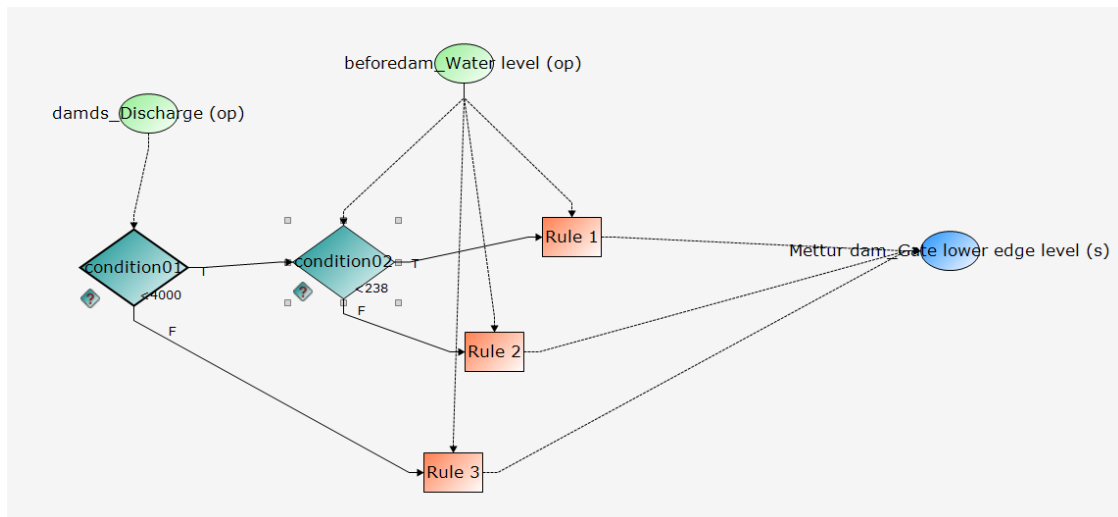 beforedam_Water level (op)
damds_Discharge (op)
Rule 1
Mettur dam_Gate lower edge level (s)
condition01
T
condition02
T
?
<4000
?
<238
F
F
Rule 2
Rule 3